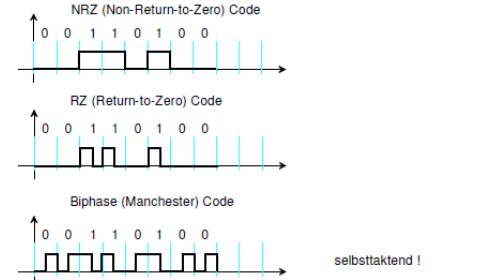 NRZ (Non-Return-to-Zero) Code
0 0 1 1 0 1 0 0
RZ (Return-to-Zero) Code
0 0 1 1 0 1 0 0
Biphase (Manchester) Code
0 0 1 1 0 1 0 0
selbsttaktend !